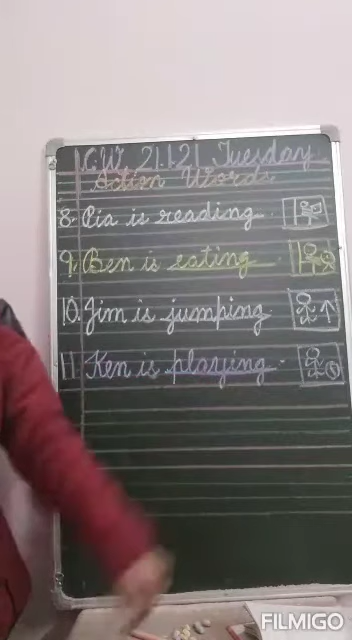 C.W. 21.1.21 Tuesday
Action Words
8. Pia is reading.
9. Ben is eating.
10. Jim is jumping
11. Ken is playing.
FILMIGO